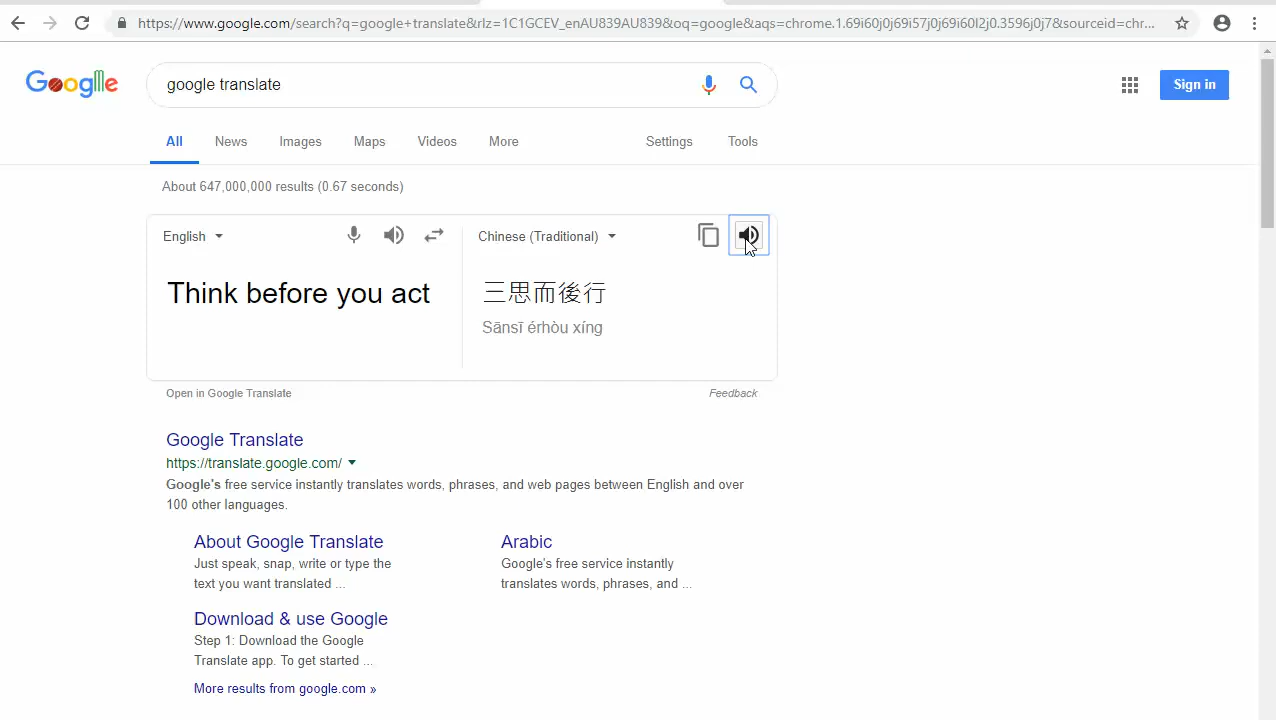 https://www.google.com/search?q=google+translate&rlz=1C1GCEV_enAU839AU839&oq=google&aqs=chrome.1.69i60j0j69i57j0j69i60l2j0.3596j0j7&sourceid=chr...
Googlle
google translate
Sign in
All News Images Maps Videos More Settings Tools
About 647,000,000 results (0.67 seconds)
English Chinese (Traditional)
Think before you act 三思而後行
Sānsī érhòu xíng
Open in Google Translate Feedback
Google Translate
https://translate.google.com/
Google's free service instantly translates words, phrases, and web pages between English and over
100 other languages.
About Google Translate Arabic
Just speak, snap, write or type the Google's free service instantly
text you want translated ... translates words, phrases, and ...
Download & use Google
Step 1: Download the Google
Translate app. To get started ...
More results from google.com »